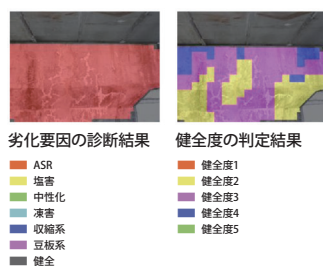 劣化要因の診断結果
ASR
塩害
中性化
凍害
収縮系
豆板系
健全
健全度の判定結果
健全度1
健全度2
健全度3
健全度4
健全度5